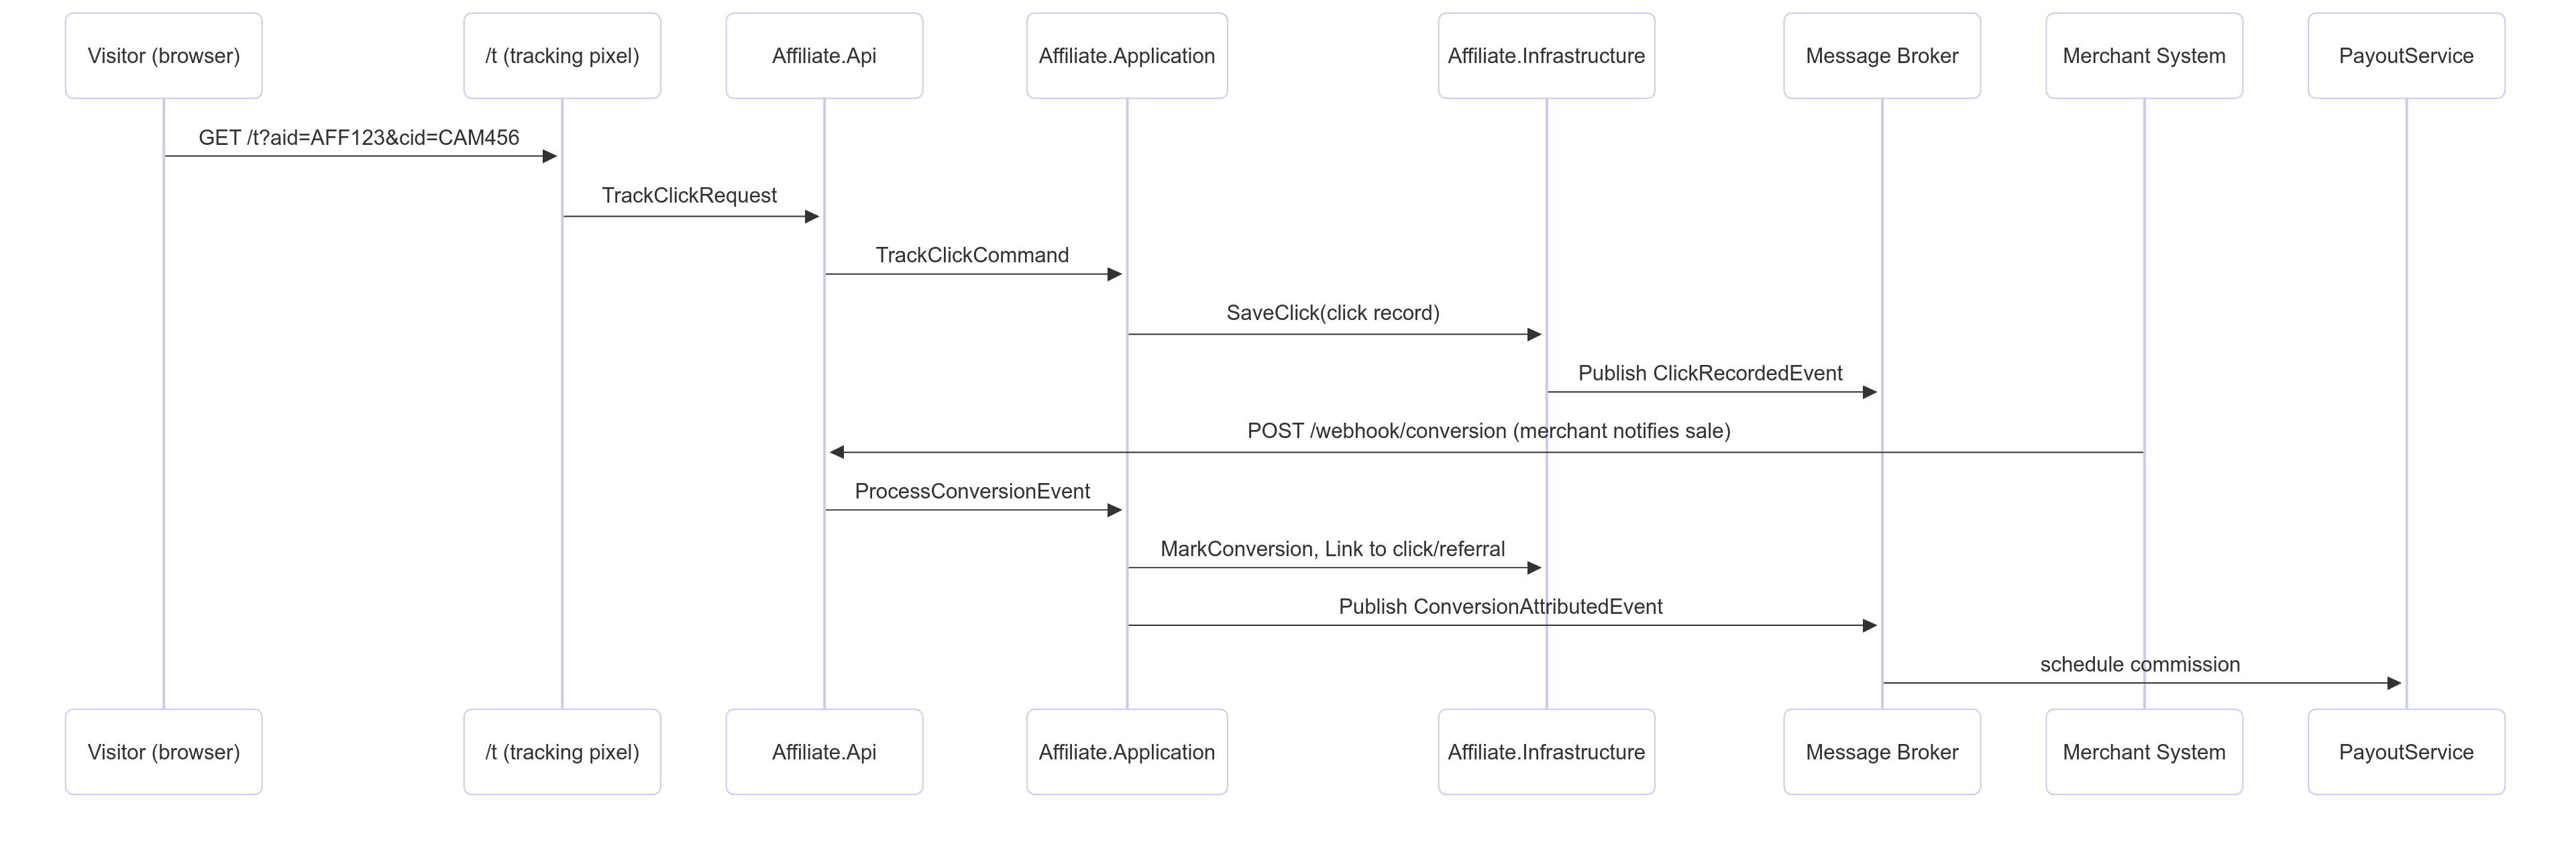 Visitor (browser)
/t (tracking pixel)
Affiliate.Api
Affiliate.Application
Affiliate.Infrastructure
Message Broker
Merchant System
PayoutService
GET /t?aid=AFF123&cid=CAM456
TrackClickRequest
TrackClickCommand
SaveClick(click record)
Publish ClickRecordedEvent
POST /webhook/conversion (merchant notifies sale)
ProcessConversionEvent
MarkConversion, Link to click/referral
Publish ConversionAttributedEvent
schedule commission
Visitor (browser)
/t (tracking pixel)
Affiliate.Api
Affiliate.Application
Affiliate.Infrastructure
Message Broker
Merchant System
PayoutService